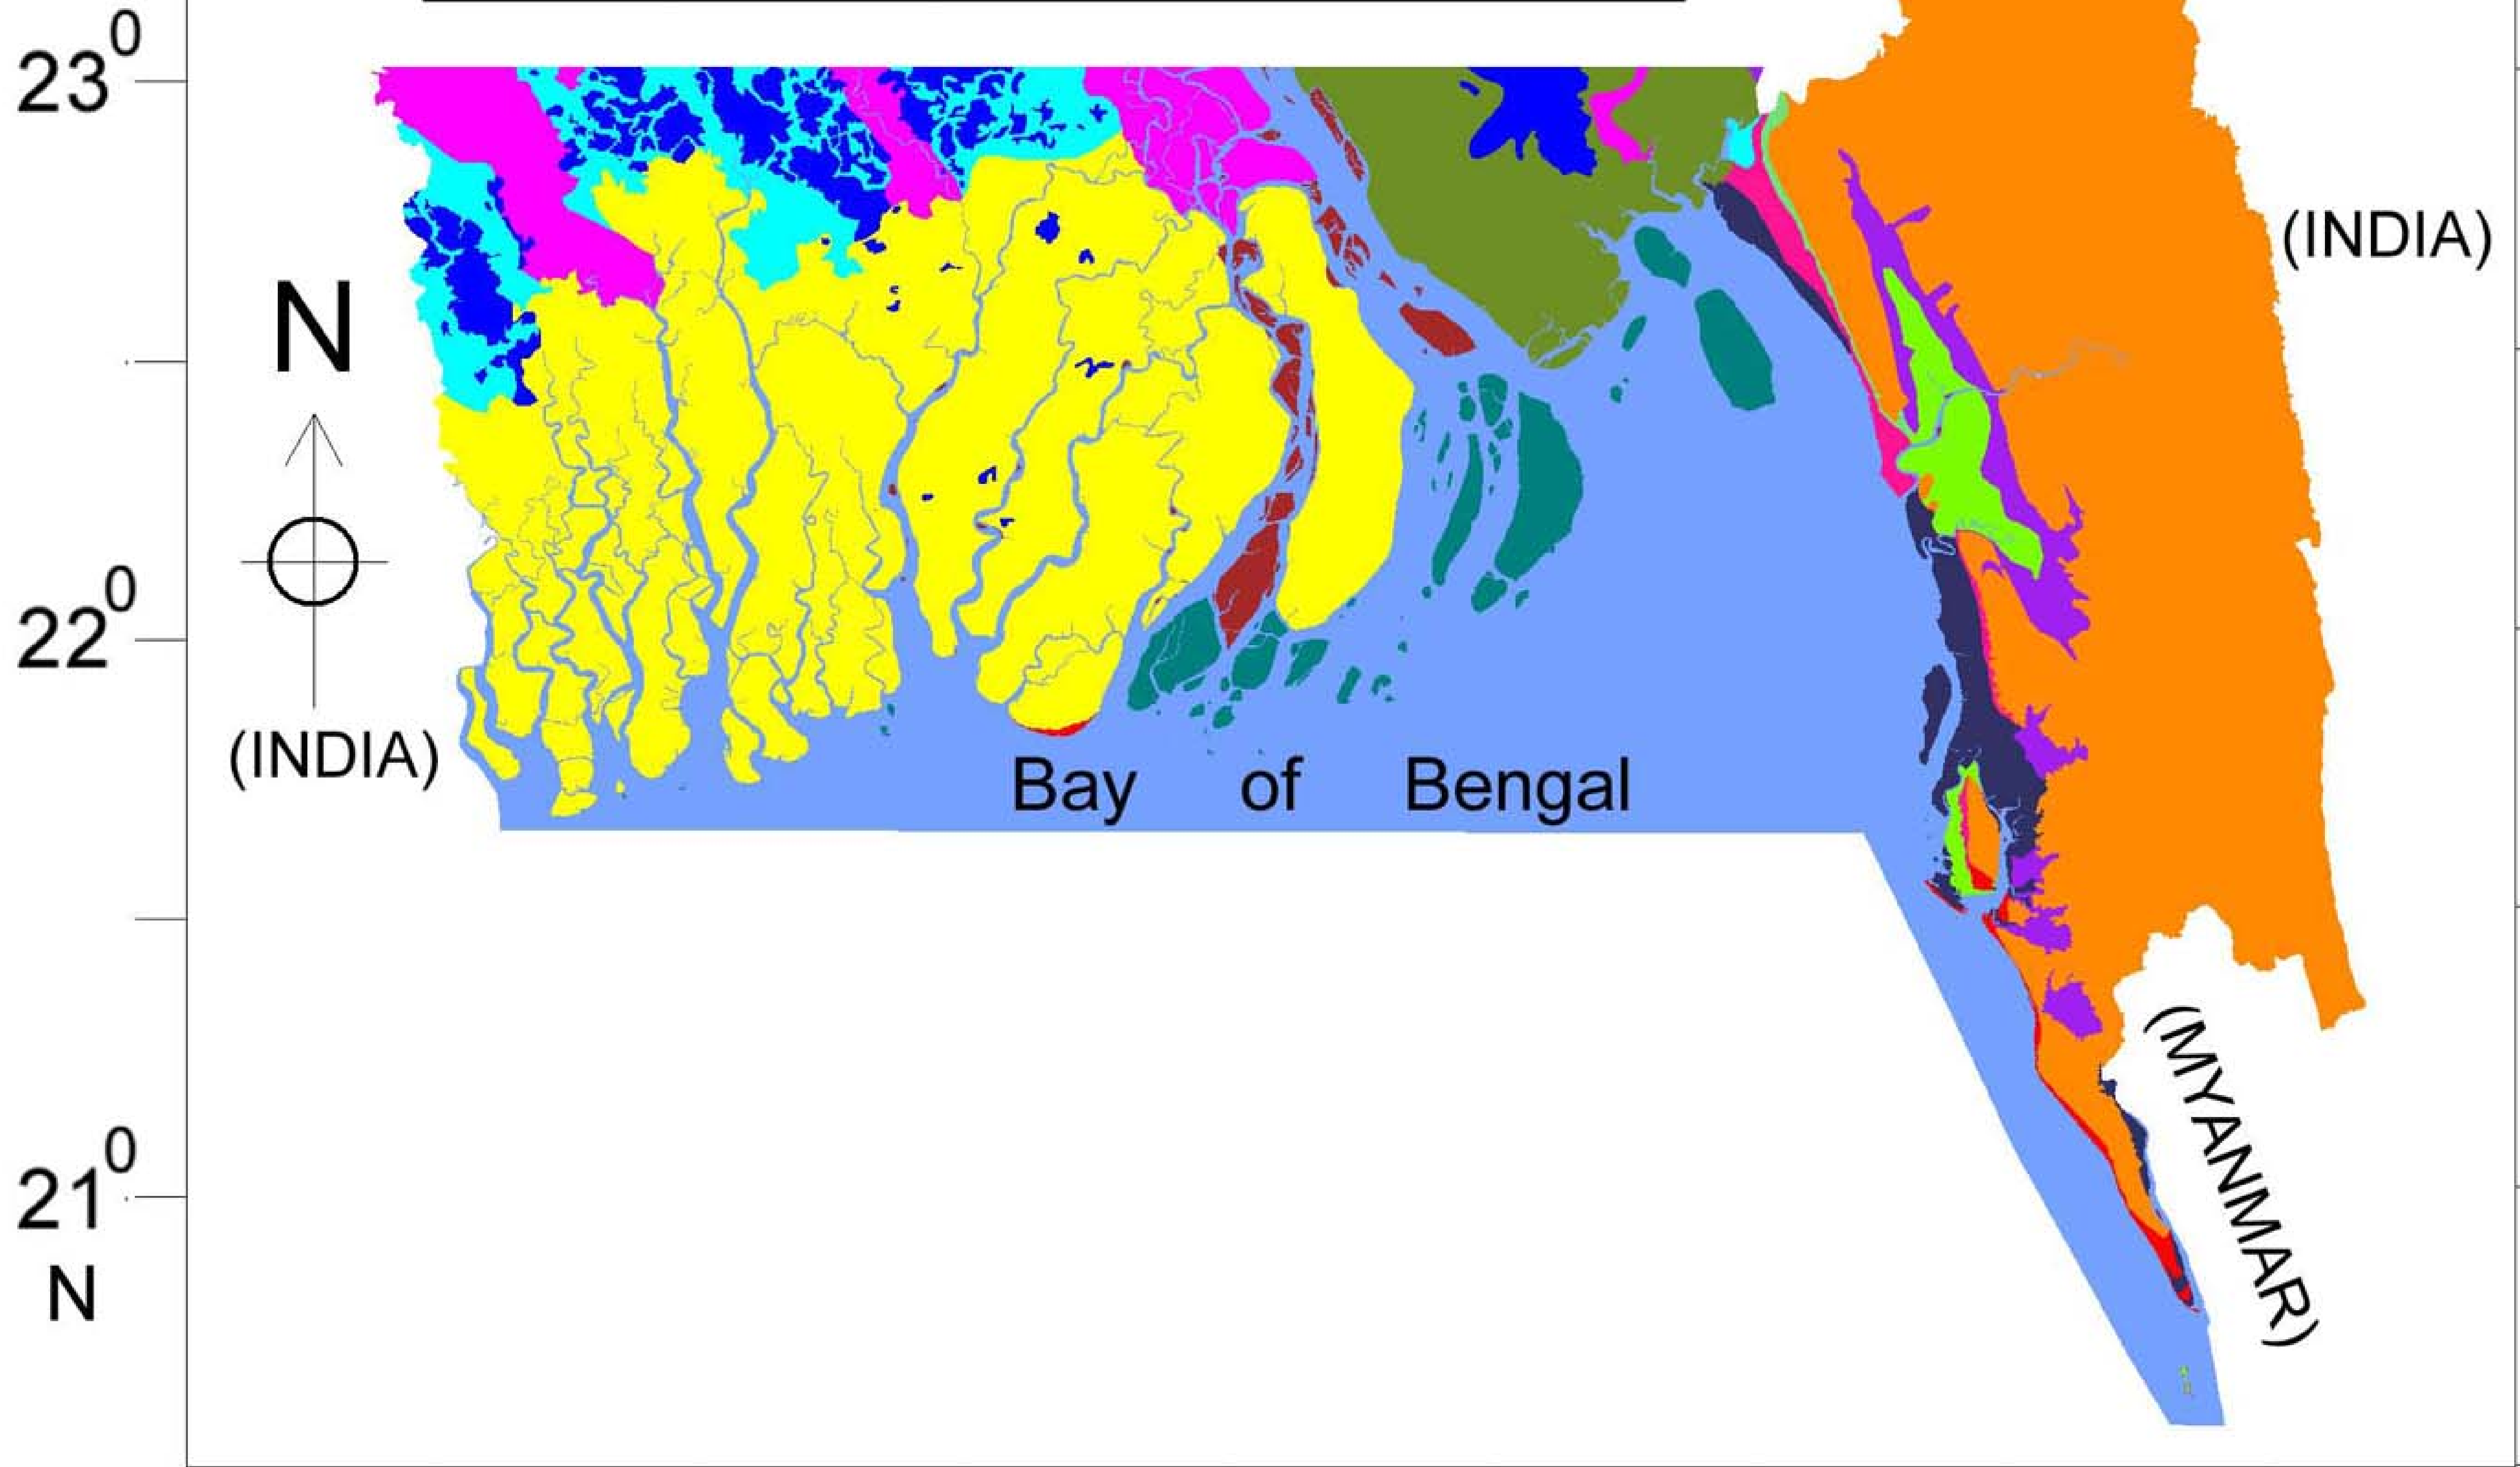 23⁰
(INDIA)
N
22⁰
(INDIA)
Bay of Bengal
(MYANMAR)
21⁰
N